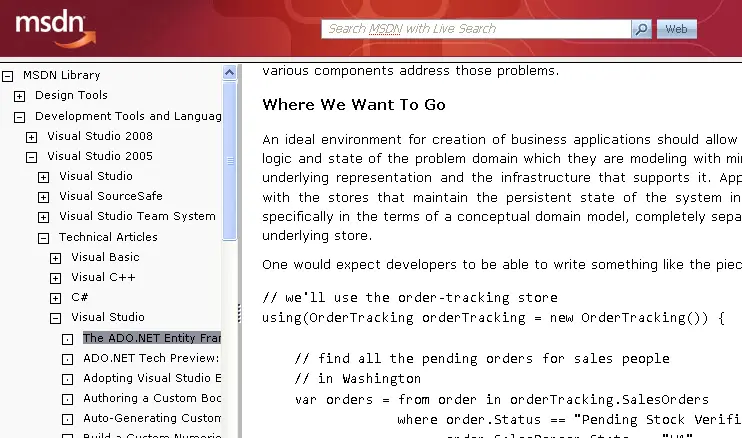 msdn
Search MSDN with Live Search
Web
MSDN Library
Design Tools
Development Tools and Languag
Visual Studio 2008
Visual Studio 2005
Visual Studio
Visual SourceSafe
Visual Studio Team System
Technical Articles
Visual Basic
Visual C++
C#
Visual Studio
The ADO.NET Entity Fran
ADO.NET Tech Preview:
Adopting Visual Studio E
Authoring a Custom Boo
Auto-Generating Custom
Build a Custom Numeric
various components address those problems.
Where We Want To Go
An ideal environment for creation of business applications should allow
logic and state of the problem domain which they are modeling with min
underlying representation and the infrastructure that supports it. App
with the stores that maintain the persistent state of the system in
specifically in the terms of a conceptual domain model, completely sepa
underlying store.
One would expect developers to be able to write something like the piec
// we'll use the order-tracking store
using(OrderTracking orderTracking = new OrderTracking()) {
// find all the pending orders for sales people
// in Washington
var orders = from order in orderTracking.SalesOrders
where order.Status == "Pending Stock Verifi
order.SalesPerson.State == "WA"